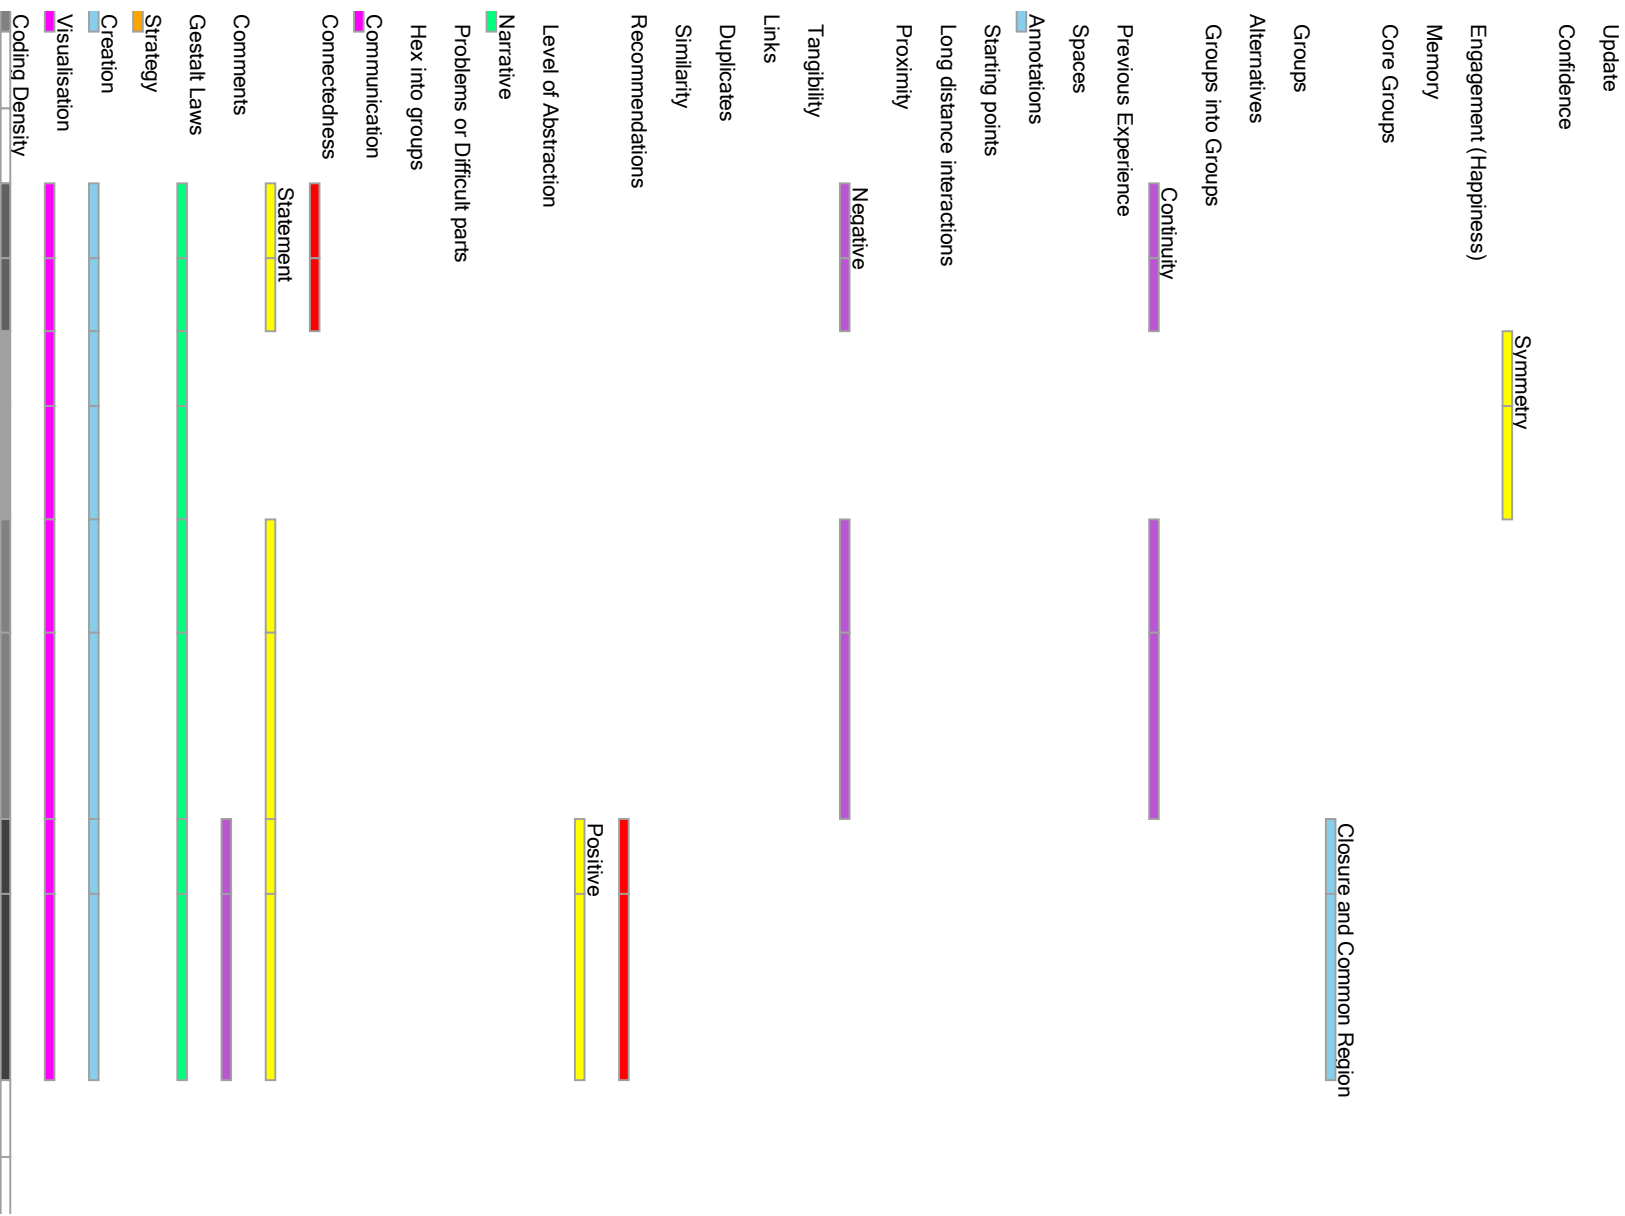 Coding Density
Visualisation
Creation
Strategy
Gestalt Laws
Comments
Statement
Connectedness
Communication
Hex into groups
Problems or Difficult parts
Narrative
Level of Abstraction
Positive
Recommendations
Similarity
Duplicates
Links
Tangibility
Negative
Proximity
Long distance interactions
Starting points
Annotations
Spaces
Previous Experience
Continuity
Groups into Groups
Alternatives
Groups
Closure and Common Region
Core Groups
Memory
Engagement (Happiness)
Symmetry
Confidence
Update